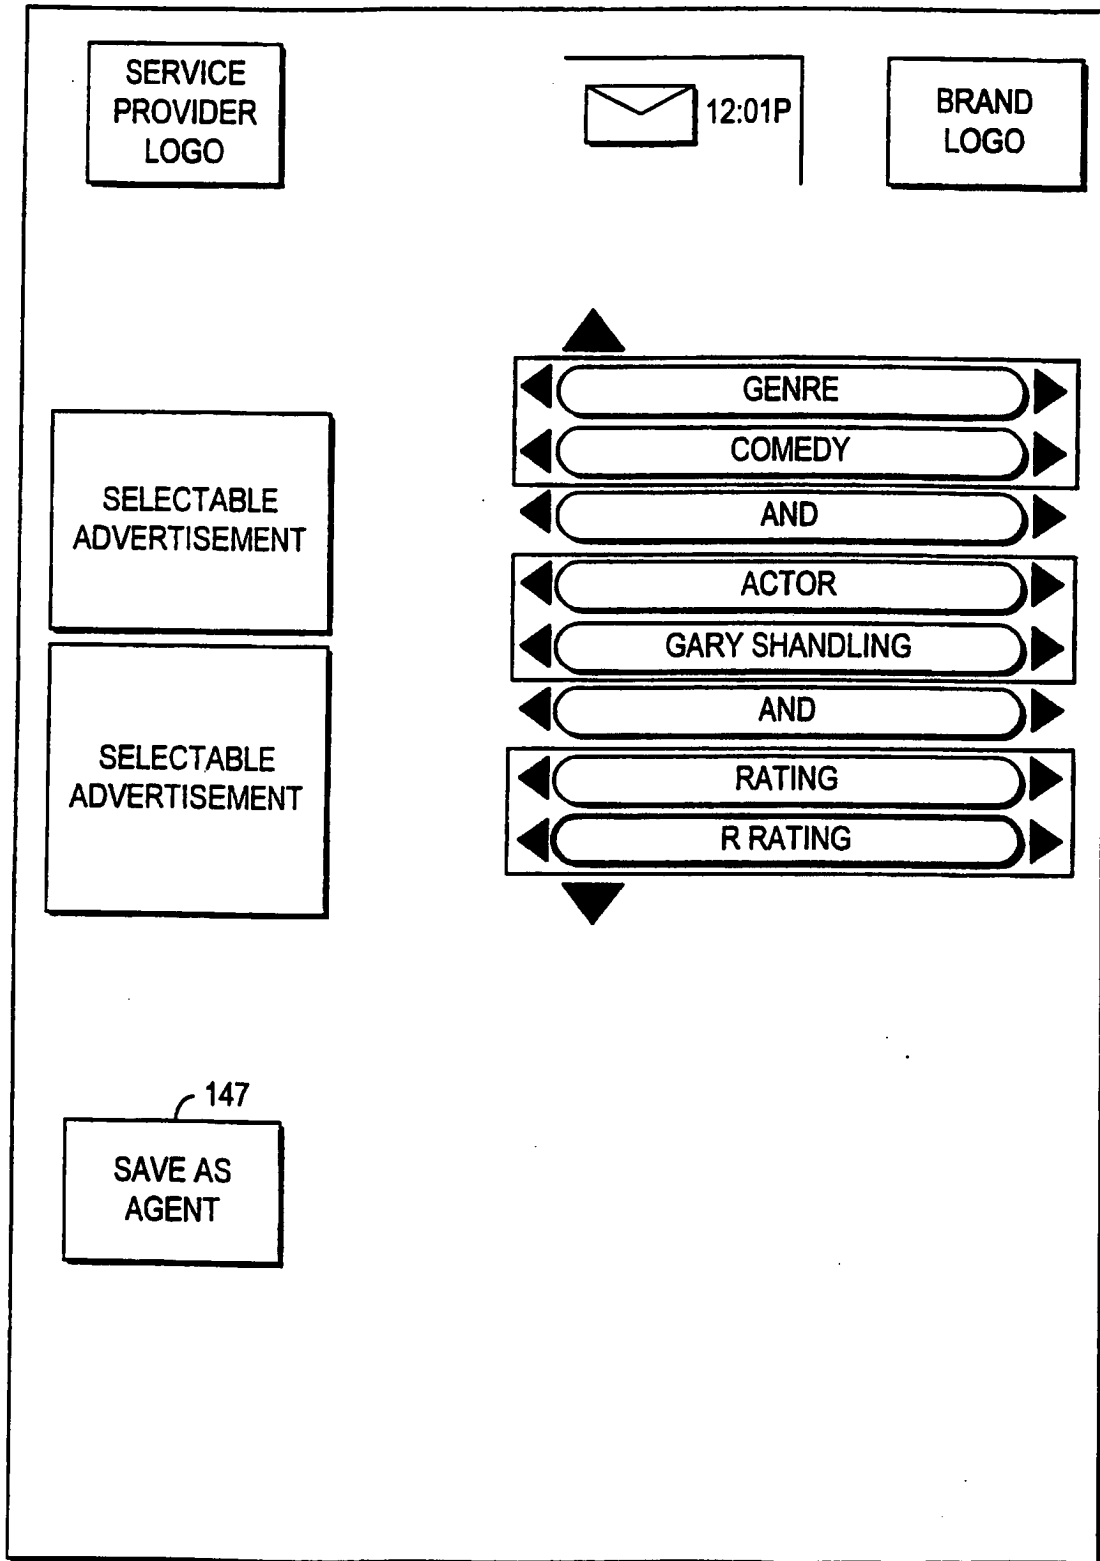 SERVICE
PROVIDER
LOGO
12:01P
BRAND
LOGO
GENRE
COMEDY
AND
ACTOR
GARY SHANDLING
AND
RATING
R RATING
SELECTABLE
ADVERTISEMENT
SELECTABLE
ADVERTISEMENT
147
SAVE AS
AGENT